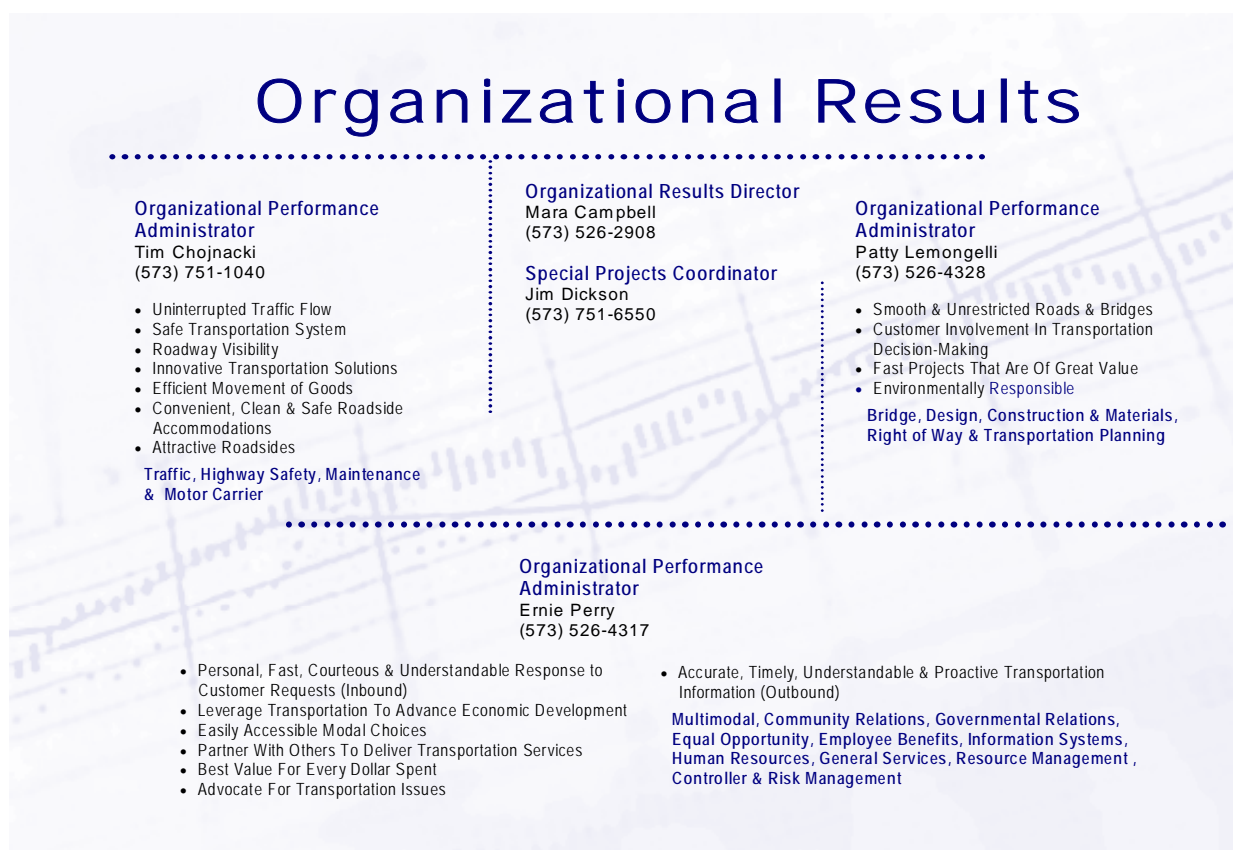 Organizational Results
Organizational Performance
Administrator
Tim Chojnacki
(573) 751-1040
• Uninterrupted Traffic Flow
• Safe Transportation System
• Roadway Visibility
• Innovative Transportation Solutions
• Efficient Movement of Goods
• Convenient, Clean & Safe Roadside
Accommodations
• Attractive Roadsides
Traffic, Highway Safety, Maintenance
& Motor Carrier
Organizational Results Director
Mara Campbell
(573) 526-2908
Special Projects Coordinator
Jim Dickson
(573) 751-6550
Organizational Performance
Administrator
Patty Lemongelli
(573) 526-4328
• Smooth & Unrestricted Roads & Bridges
• Customer Involvement In Transportation
Decision-Making
• Fast Projects That Are Of Great Value
• Environmentally Responsible
Bridge, Design, Construction & Materials,
Right of Way & Transportation Planning
Organizational Performance
Administrator
Ernie Perry
(573) 526-4317
• Personal, Fast, Courteous & Understandable Response to
Customer Requests (Inbound)
• Leverage Transportation To Advance Economic Development
• Easily Accessible Modal Choices
• Partner With Others To Deliver Transportation Services
• Best Value For Every Dollar Spent
• Advocate For Transportation Issues
• Accurate, Timely, Understandable & Proactive Transportation
Information (Outbound)
Multimodal, Community Relations, Governmental Relations,
Equal Opportunity, Employee Benefits, Information Systems,
Human Resources, General Services, Resource Management ,
Controller & Risk Management